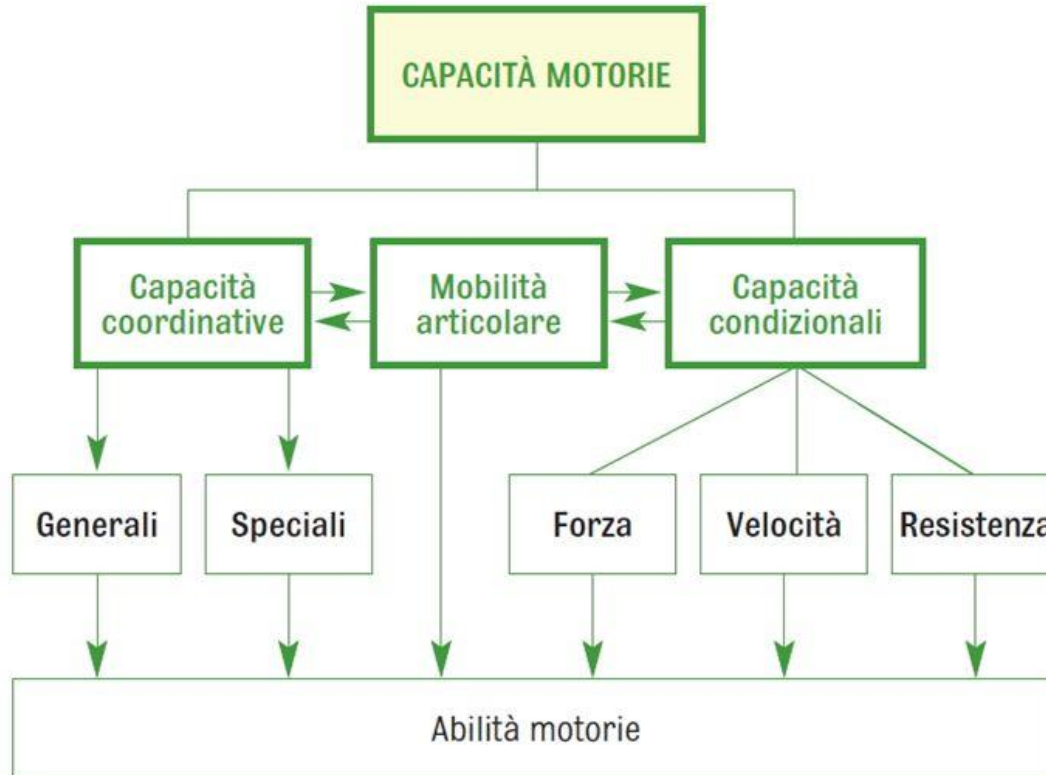 CAPACITÀ MOTORIE
Capacità
coordinative
Mobilità
articolare
Capacità
condizionali
Generali
Speciali
Forza
Velocità
Resistenza
Abilità motorie